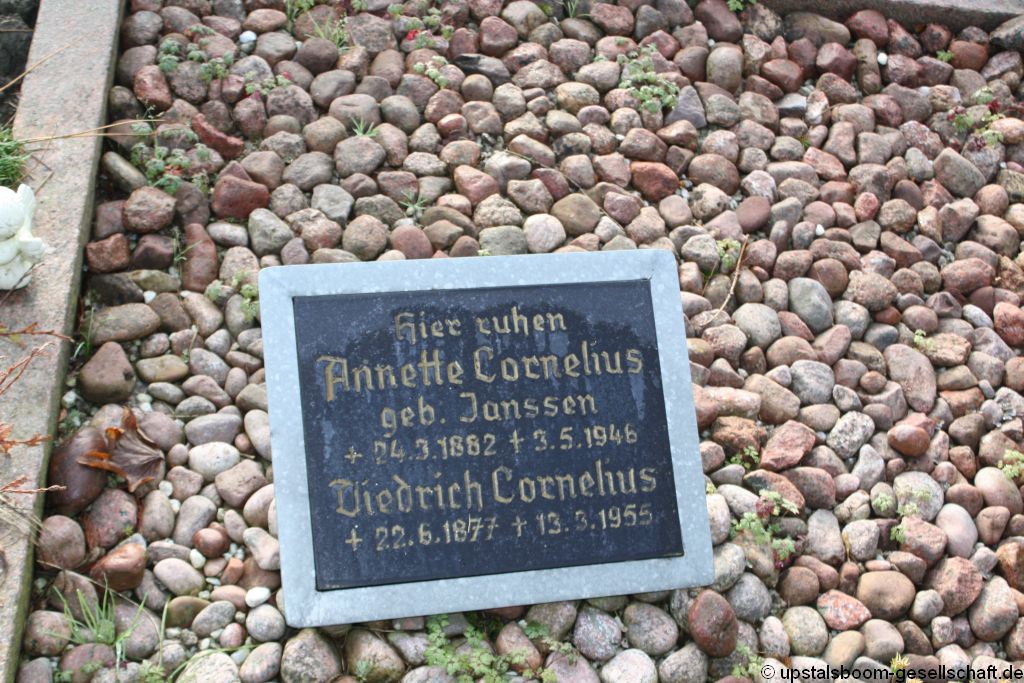 Hier ruhen
Annette Cornelius
geb. Janssen
+ 24.3.1882 † 3.5.1946
Diedrich Cornelius
+ 22.6.1877 † 13.3.1955
© upstalsboom-gesellschaft.de